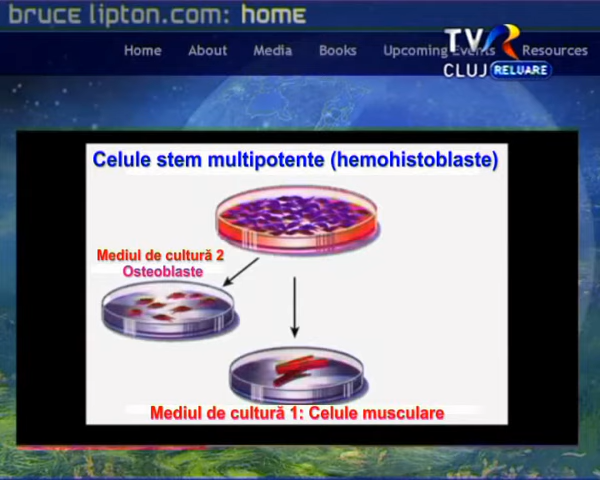 bruce lipton.com: home
TVR
Home About Media Books Upcoming Events Resources
CLUJ RELUARE
Celule stem multipotente (hemohistoblaste)
Mediul de cultură 2
Osteoblaste
Mediul de cultură 1: Celule musculare